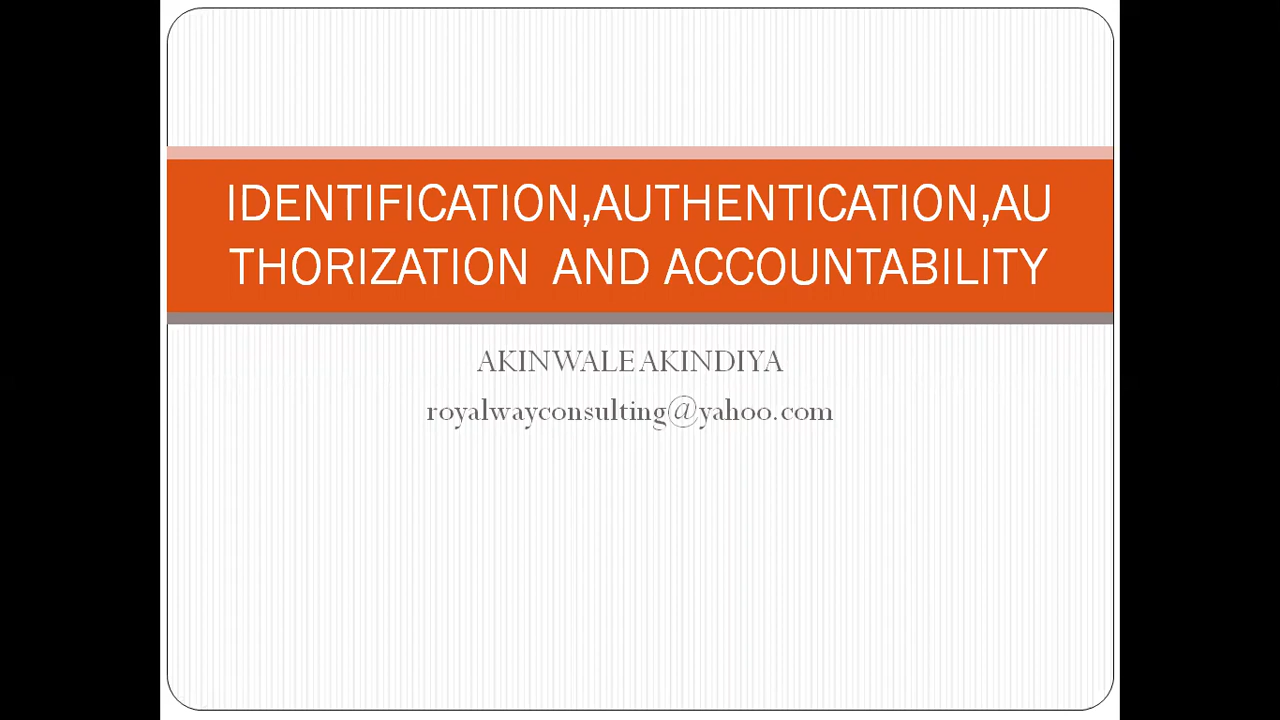 IDENTIFICATION,AUTHENTICATION,AU
THORIZATION AND ACCOUNTABILITY
AKINWALE AKINDIYA
royalwayconsulting@yahoo.com